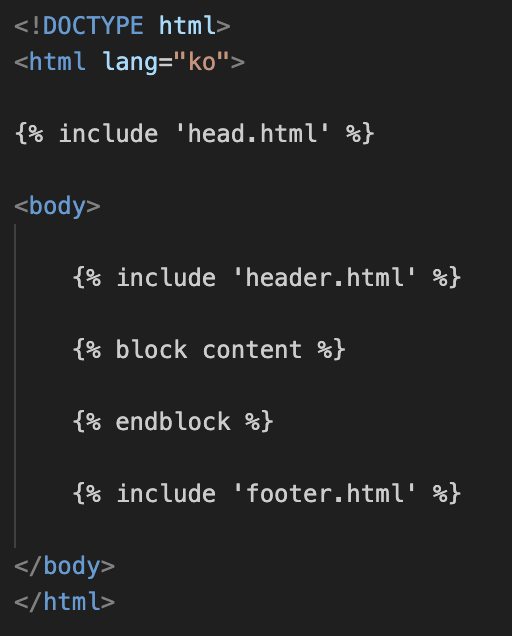 <!DOCTYPE html>
<html lang="ko">
{% include 'head.html' %}
<body>
{% include 'header.html' %}
{% block content %}
{% endblock %}
{% include 'footer.html' %}
</body>
</html>